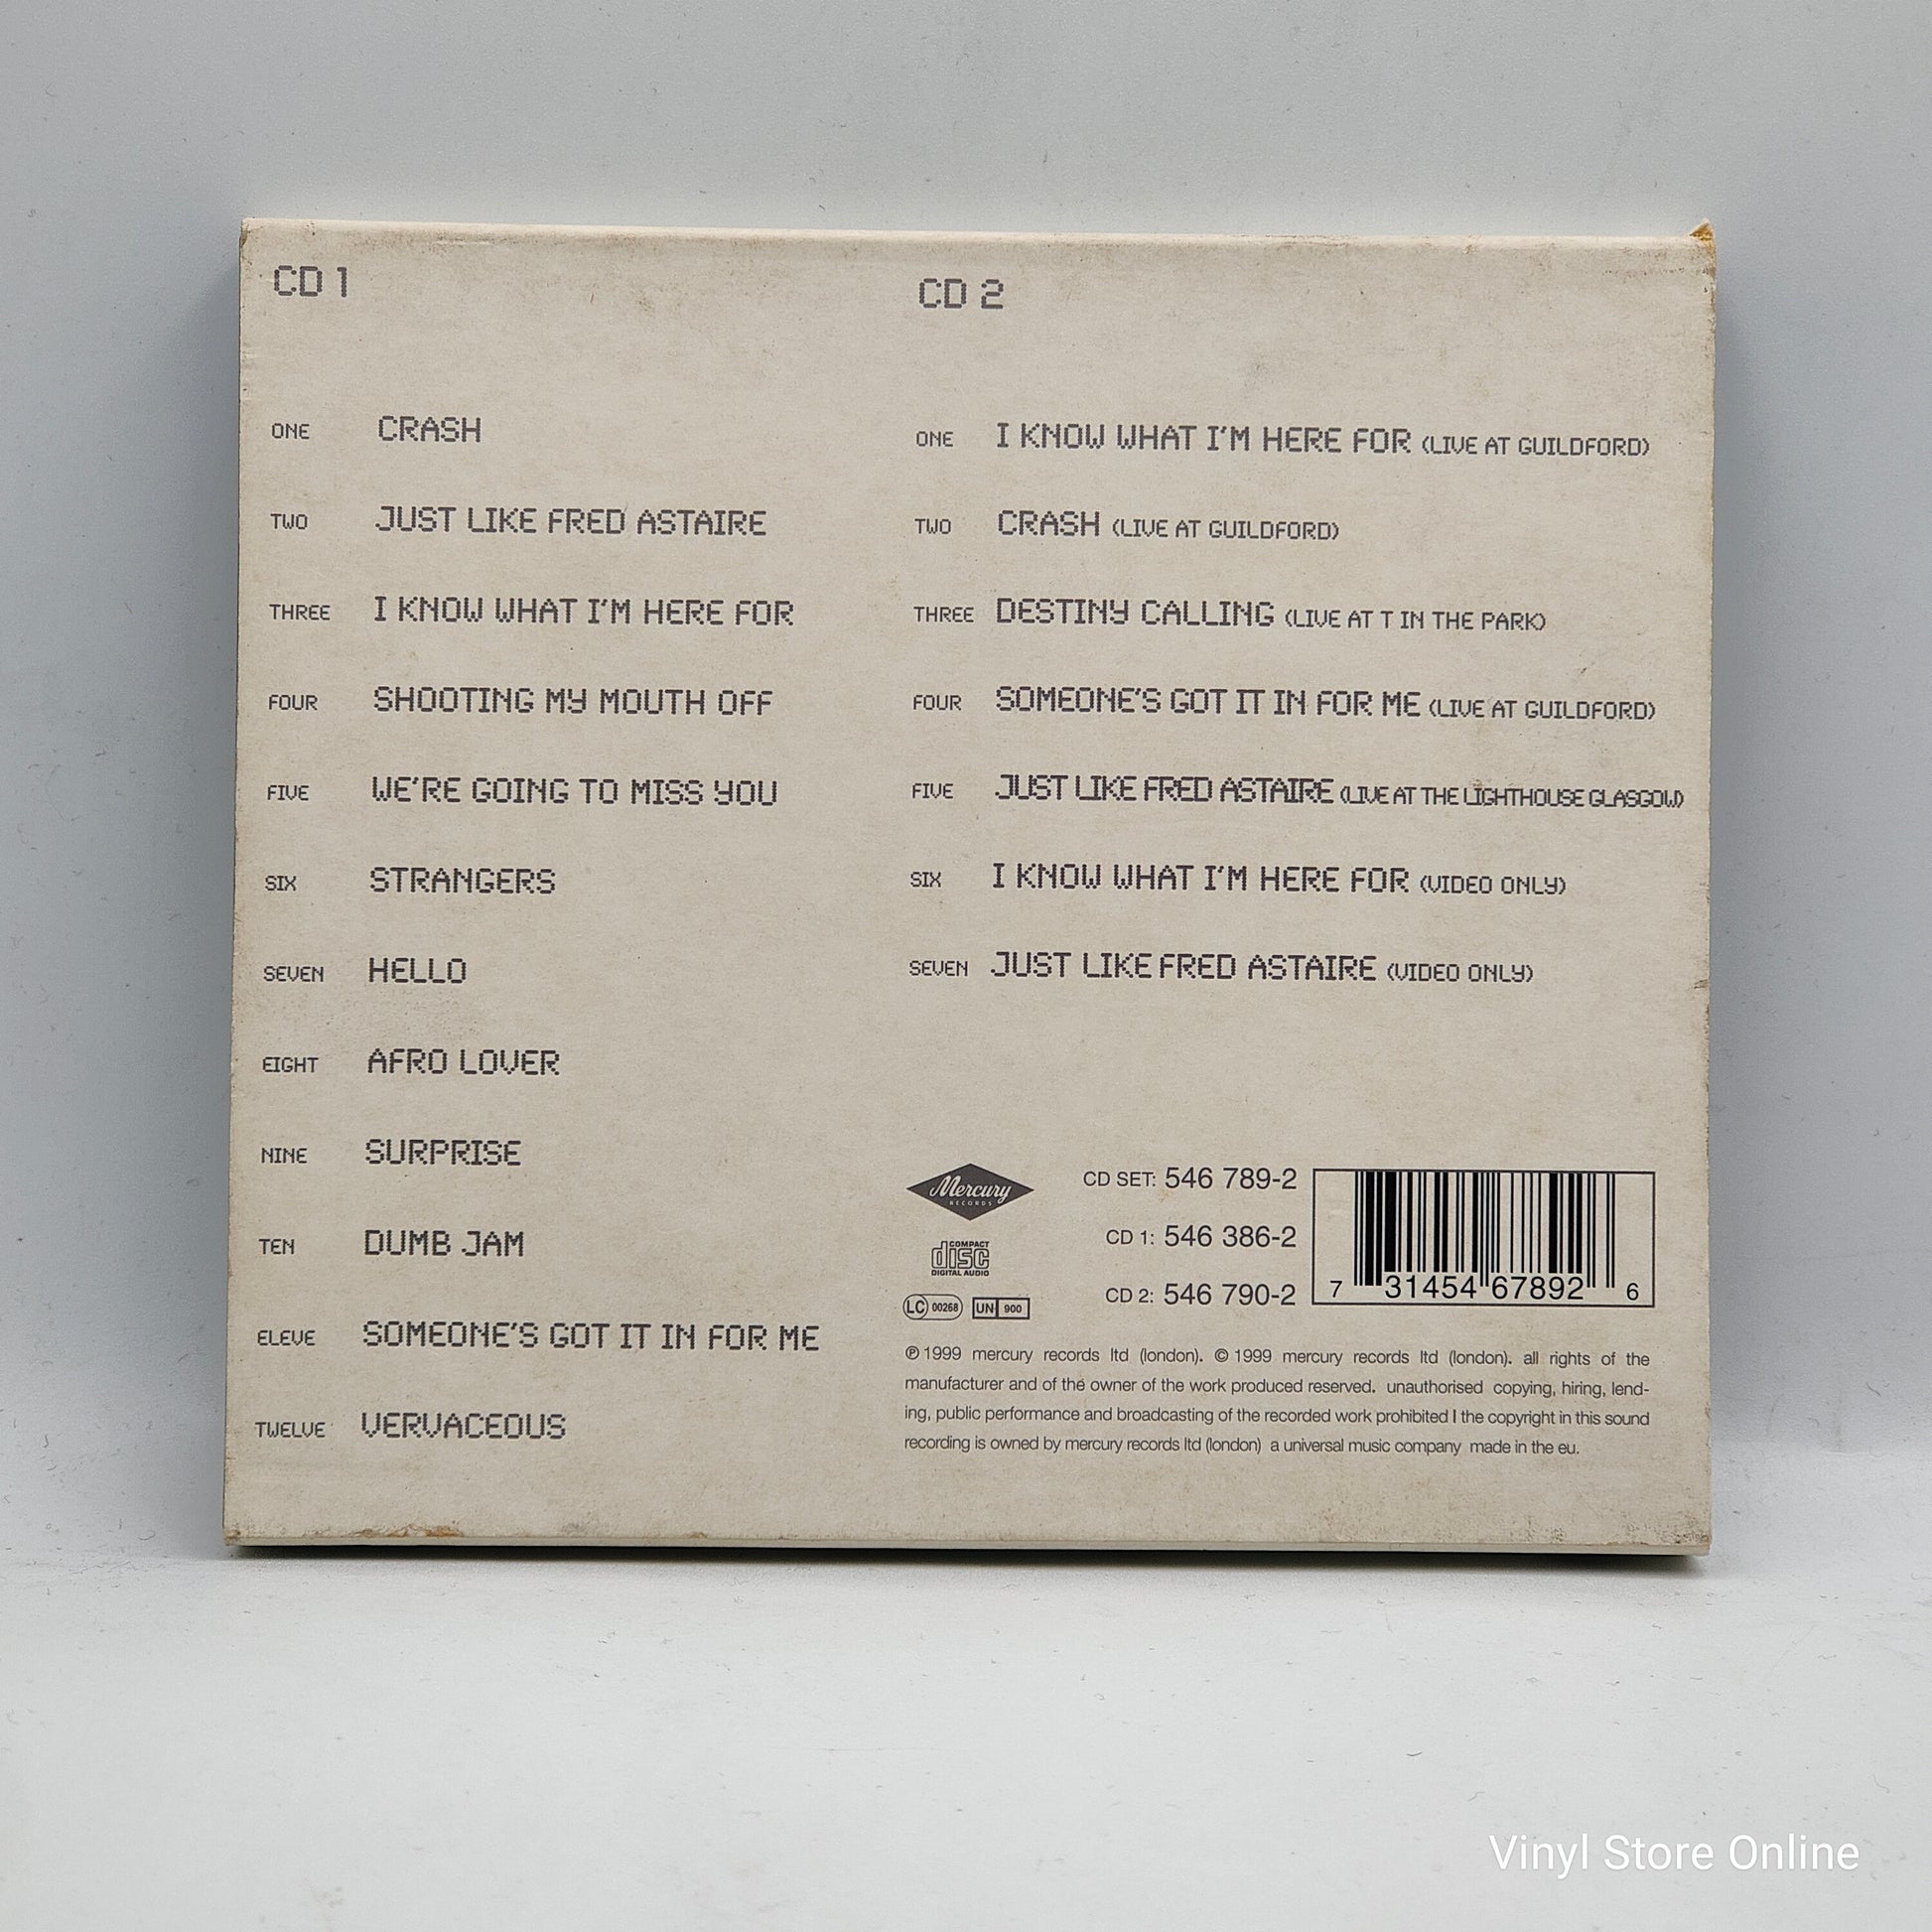 CD 1
ONE CRASH
TWO JUST LIKE FRED ASTAIRE
THREE I KNOW WHAT I'M HERE FOR
FOUR SHOOTING MY MOUTH OFF
FIVE WE'RE GOING TO MISS YOU
SIX STRANGERS
SEVEN HELLO
EIGHT AFRO LOVER
NINE SURPRISE
TEN DUMB JAM
ELEVE SOMEONE'S GOT IT IN FOR ME
TWELVE VERVACEOUS
CD 2
ONE I KNOW WHAT I'M HERE FOR (LIVE AT GUILDFORD)
TWO CRASH (LIVE AT GUILDFORD)
THREE DESTINY CALLING (LIVE AT T IN THE PARK)
FOUR SOMEONE'S GOT IT IN FOR ME (LIVE AT GUILDFORD)
FIVE JUST LIKE FRED ASTAIRE (LIVE AT THE LIGHTHOUSE GLASGOW)
SIX I KNOW WHAT I'M HERE FOR (VIDEO ONLY)
SEVEN JUST LIKE FRED ASTAIRE (VIDEO ONLY)
Mercury
RECORDS
COMPACT
disc
DIGITAL AUDIO
LC 00268 UN 900
CD SET: 546 789-2
CD 1: 546 386-2
CD 2: 546 790-2
7 31454 67892 6
℗ 1999 mercury records ltd (london). © 1999 mercury records ltd (london). all rights of the
manufacturer and of the owner of the work produced reserved. unauthorised copying, hiring, lend-
ing, public performance and broadcasting of the recorded work prohibited l the copyright in this sound
recording is owned by mercury records ltd (london) a universal music company made in the eu.
Vinyl Store Online